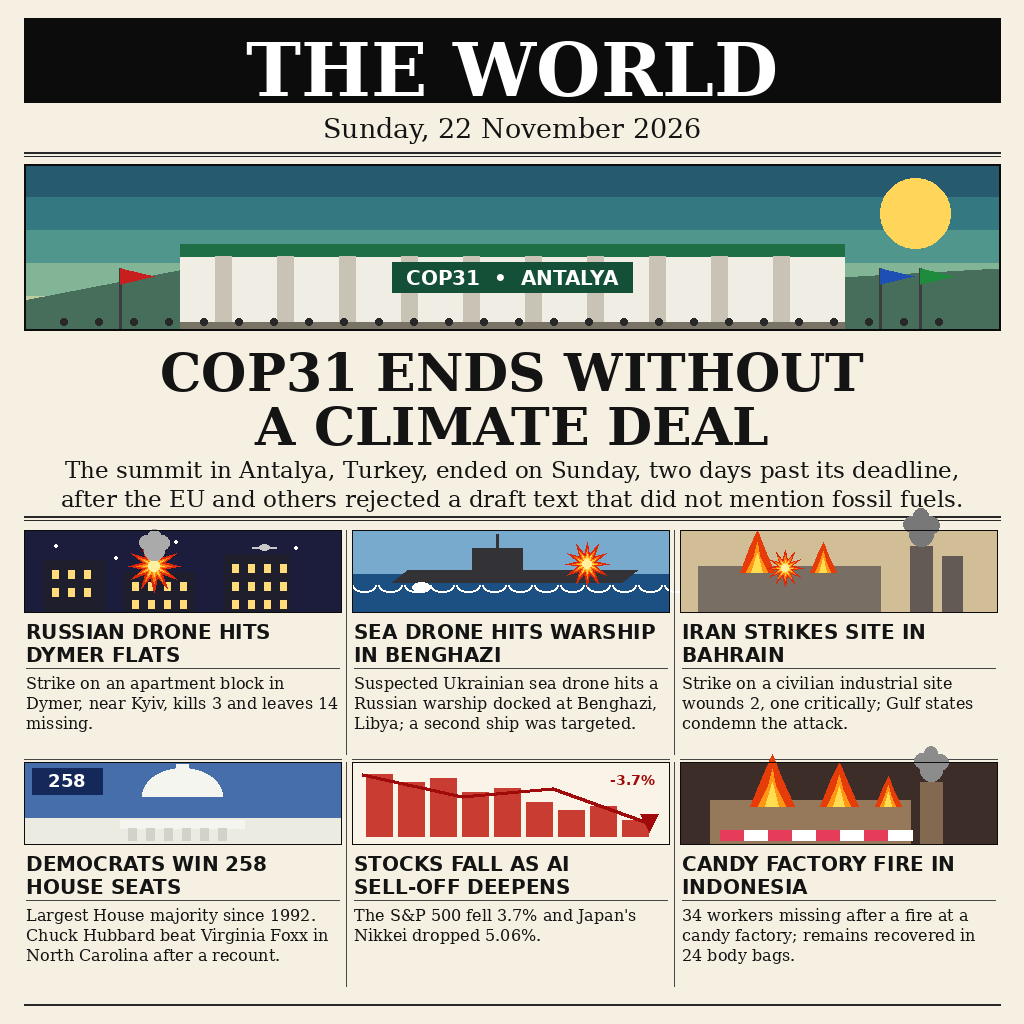 THE WORLD
Sunday, 22 November 2026
COP31 • ANTALYA
COP31 ENDS WITHOUT
A CLIMATE DEAL
The summit in Antalya, Turkey, ended on Sunday, two days past its deadline,
after the EU and others rejected a draft text that did not mention fossil fuels.
RUSSIAN DRONE HITS
DYMER FLATS
Strike on an apartment block in
Dymer, near Kyiv, kills 3 and leaves 14
missing.
SEA DRONE HITS WARSHIP
IN BENGHAZI
Suspected Ukrainian sea drone hits a
Russian warship docked at Benghazi,
Libya; a second ship was targeted.
IRAN STRIKES SITE IN
BAHRAIN
Strike on a civilian industrial site
wounds 2, one critically; Gulf states
condemn the attack.
258
DEMOCRATS WIN 258
HOUSE SEATS
Largest House majority since 1992.
Chuck Hubbard beat Virginia Foxx in
North Carolina after a recount.
-3.7%
STOCKS FALL AS AI
SELL-OFF DEEPENS
The S&P 500 fell 3.7% and Japan's
Nikkei dropped 5.06%.
CANDY FACTORY FIRE IN
INDONESIA
34 workers missing after a fire at a
candy factory; remains recovered in
24 body bags.